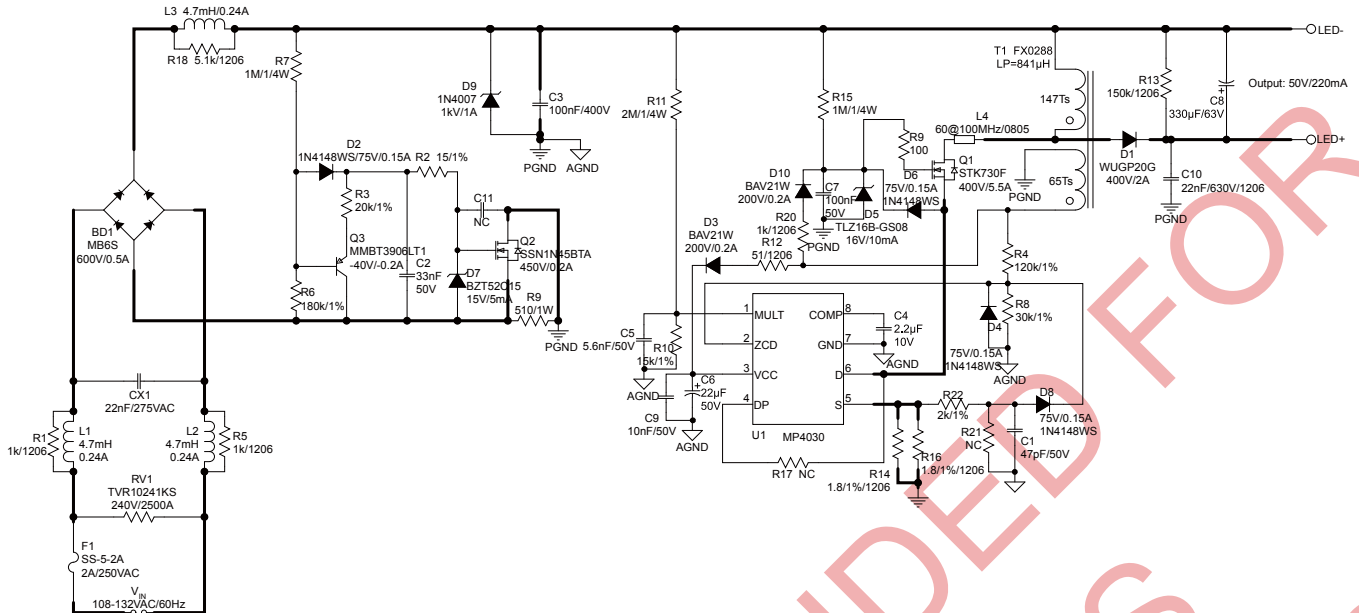 L3 4.7mH/0.24A
R18 5.1k/1206
R7
1M/1/4W
D9
1N4007
1kV/1A
C3
100nF/400V
PGND
AGND
R11
2M/1/4W
R15
1M/1/4W
R9
100
L4
60@100MHz/0805
T1 FX0288
LP=841µH
147Ts
65Ts
PGND
R13
150k/1206
C8
330µF/63V
+
LED-
Output: 50V/220mA
LED+
D1
WUGP20G
400V/2A
C10
22nF/630V/1206
PGND
Q1
STK730F
400V/5.5A
D6
75V/0.15A
1N4148WS
D10
BAV21W
200V/0.2A
C7
100nF
50V
D5
TLZ16B-GS08
16V/10mA
PGND
R20
1k/1206
R12
51/1206
D3
BAV21W
200V/0.2A
D2
1N4148WS/75V/0.15A
R2 15/1%
R3
20k/1%
Q3
MMBT3906LT1
-40V/-0.2A
C2
33nF
50V
C11
NC
Q2
SSN1N45BTA
450V/0.2A
D7
BZT52C15
15V/5mA
R9
510/1W
PGND
R6
180k/1%
BD1
MB6S
600V/0.5A
C5
5.6nF/50V
R10
15k/1%
AGND
C6
22µF
50V
+
C9
10nF/50V
AGND
1 MULT COMP 8
2 ZCD GND 7
3 VCC D 6
4 DP S 5
U1 MP4030
R17 NC
C4
2.2µF
10V
AGND
R4
120k/1%
R8
30k/1%
D4
75V/0.15A
1N4148WS
AGND
R22
2k/1%
D8
75V/0.15A
1N4148WS
R21
NC
C1
47pF/50V
R14
1.8/1%/1206
R16
1.8/1%/1206
CX1
22nF/275VAC
R1
1k/1206
L1
4.7mH
0.24A
L2
4.7mH
0.24A
R5
1k/1206
RV1
TVR10241KS
240V/2500A
F1
SS-5-2A
2A/250VAC
VIN
108-132VAC/60Hz
NDED FOR